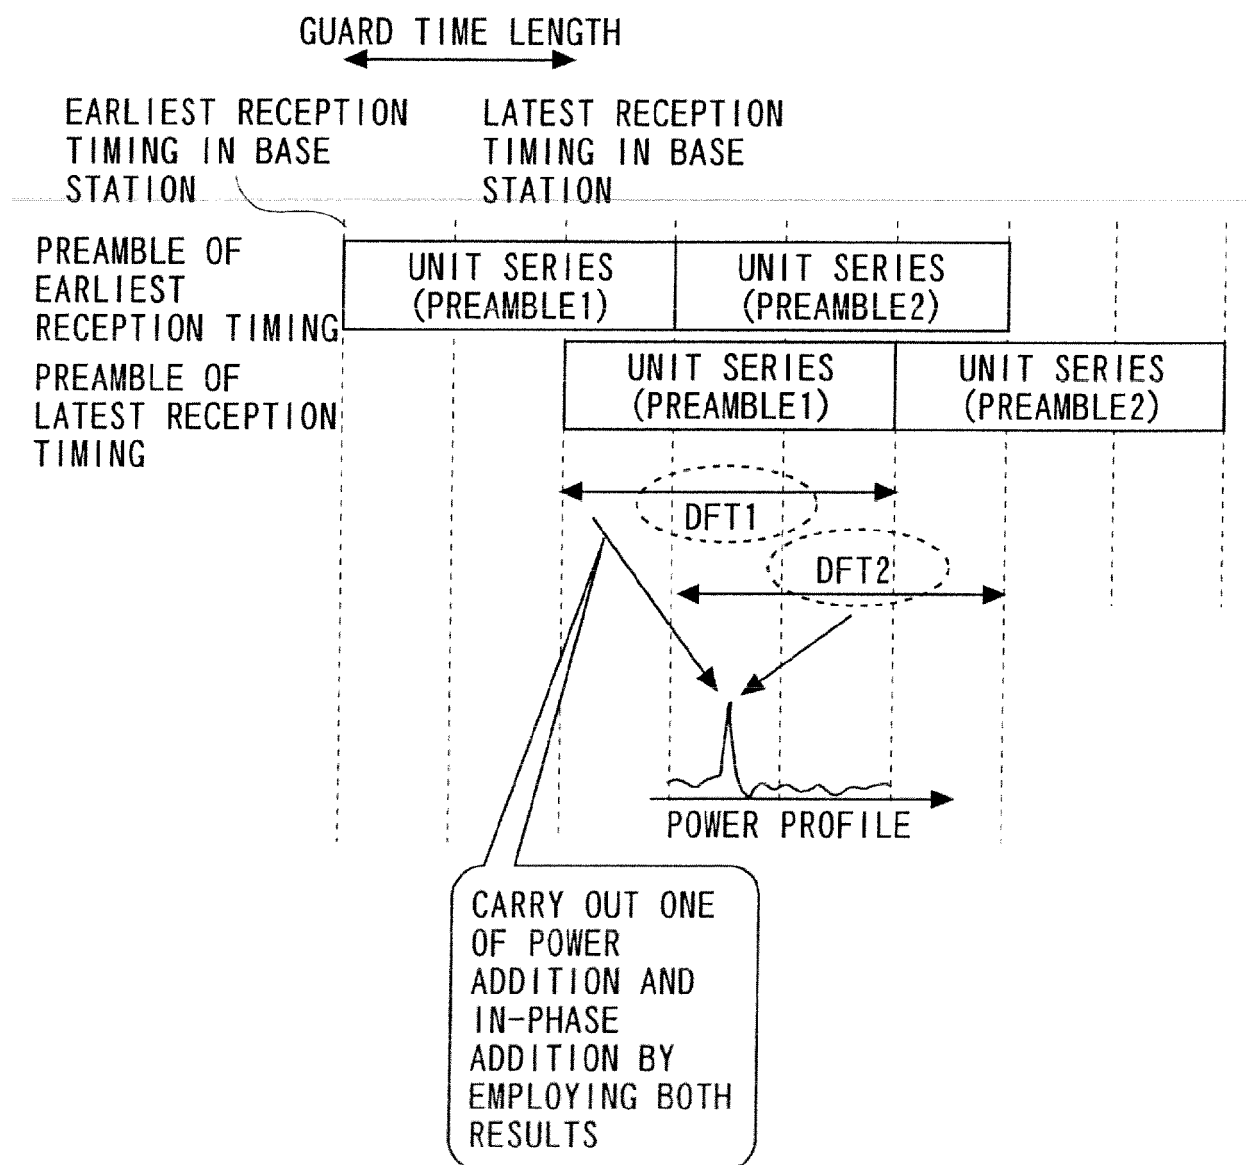 GUARD TIME LENGTH
EARLIEST RECEPTION
TIMING IN BASE
STATION
LATEST RECEPTION
TIMING IN BASE
STATION
PREAMBLE OF
EARLIEST
RECEPTION TIMING
UNIT SERIES
(PREAMBLE1)
UNIT SERIES
(PREAMBLE2)
PREAMBLE OF
LATEST RECEPTION
TIMING
UNIT SERIES
(PREAMBLE1)
UNIT SERIES
(PREAMBLE2)
DFT1
DFT2
POWER PROFILE
CARRY OUT ONE
OF POWER
ADDITION AND
IN-PHASE
ADDITION BY
EMPLOYING BOTH
RESULTS